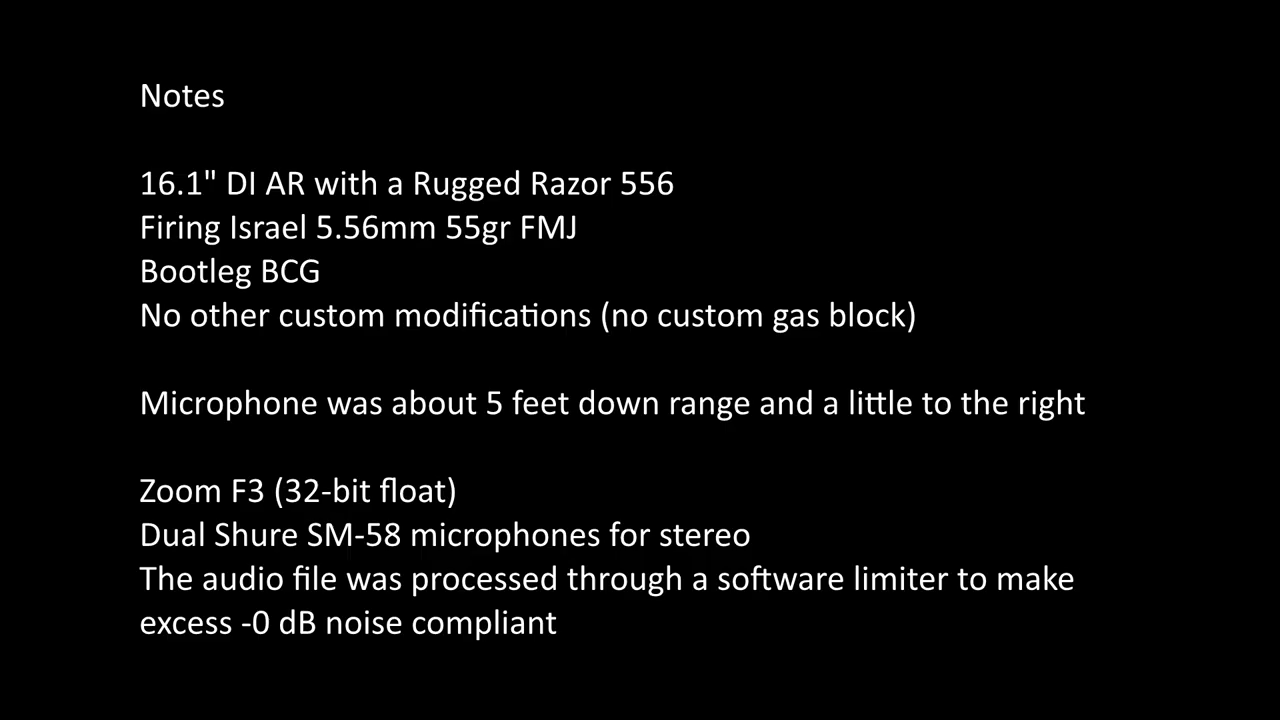 Notes
16.1" DI AR with a Rugged Razor 556
Firing Israel 5.56mm 55gr FMJ
Bootleg BCG
No other custom modifications (no custom gas block)
Microphone was about 5 feet down range and a little to the right
Zoom F3 (32-bit float)
Dual Shure SM-58 microphones for stereo
The audio file was processed through a software limiter to make
excess -0 dB noise compliant